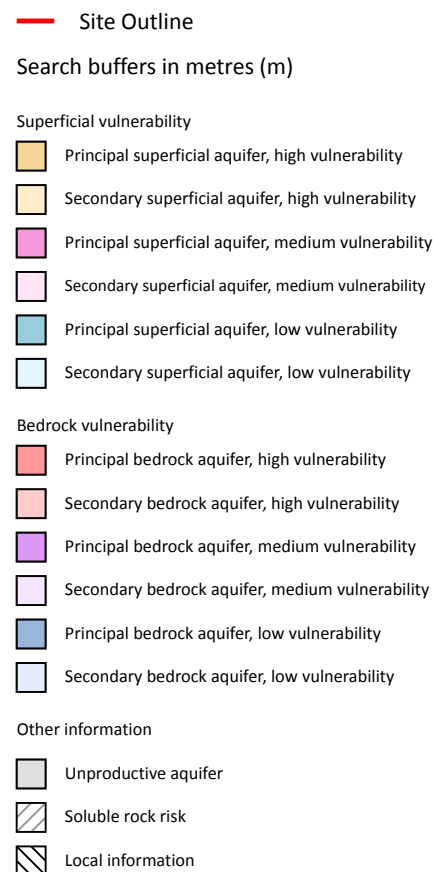 Site Outline
Search buffers in metres (m)
Superficial vulnerability
Principal superficial aquifer, high vulnerability
Secondary superficial aquifer, high vulnerability
Principal superficial aquifer, medium vulnerability
Secondary superficial aquifer, medium vulnerability
Principal superficial aquifer, low vulnerability
Secondary superficial aquifer, low vulnerability
Bedrock vulnerability
Principal bedrock aquifer, high vulnerability
Secondary bedrock aquifer, high vulnerability
Principal bedrock aquifer, medium vulnerability
Secondary bedrock aquifer, medium vulnerability
Principal bedrock aquifer, low vulnerability
Secondary bedrock aquifer, low vulnerability
Other information
Unproductive aquifer
Soluble rock risk
Local information